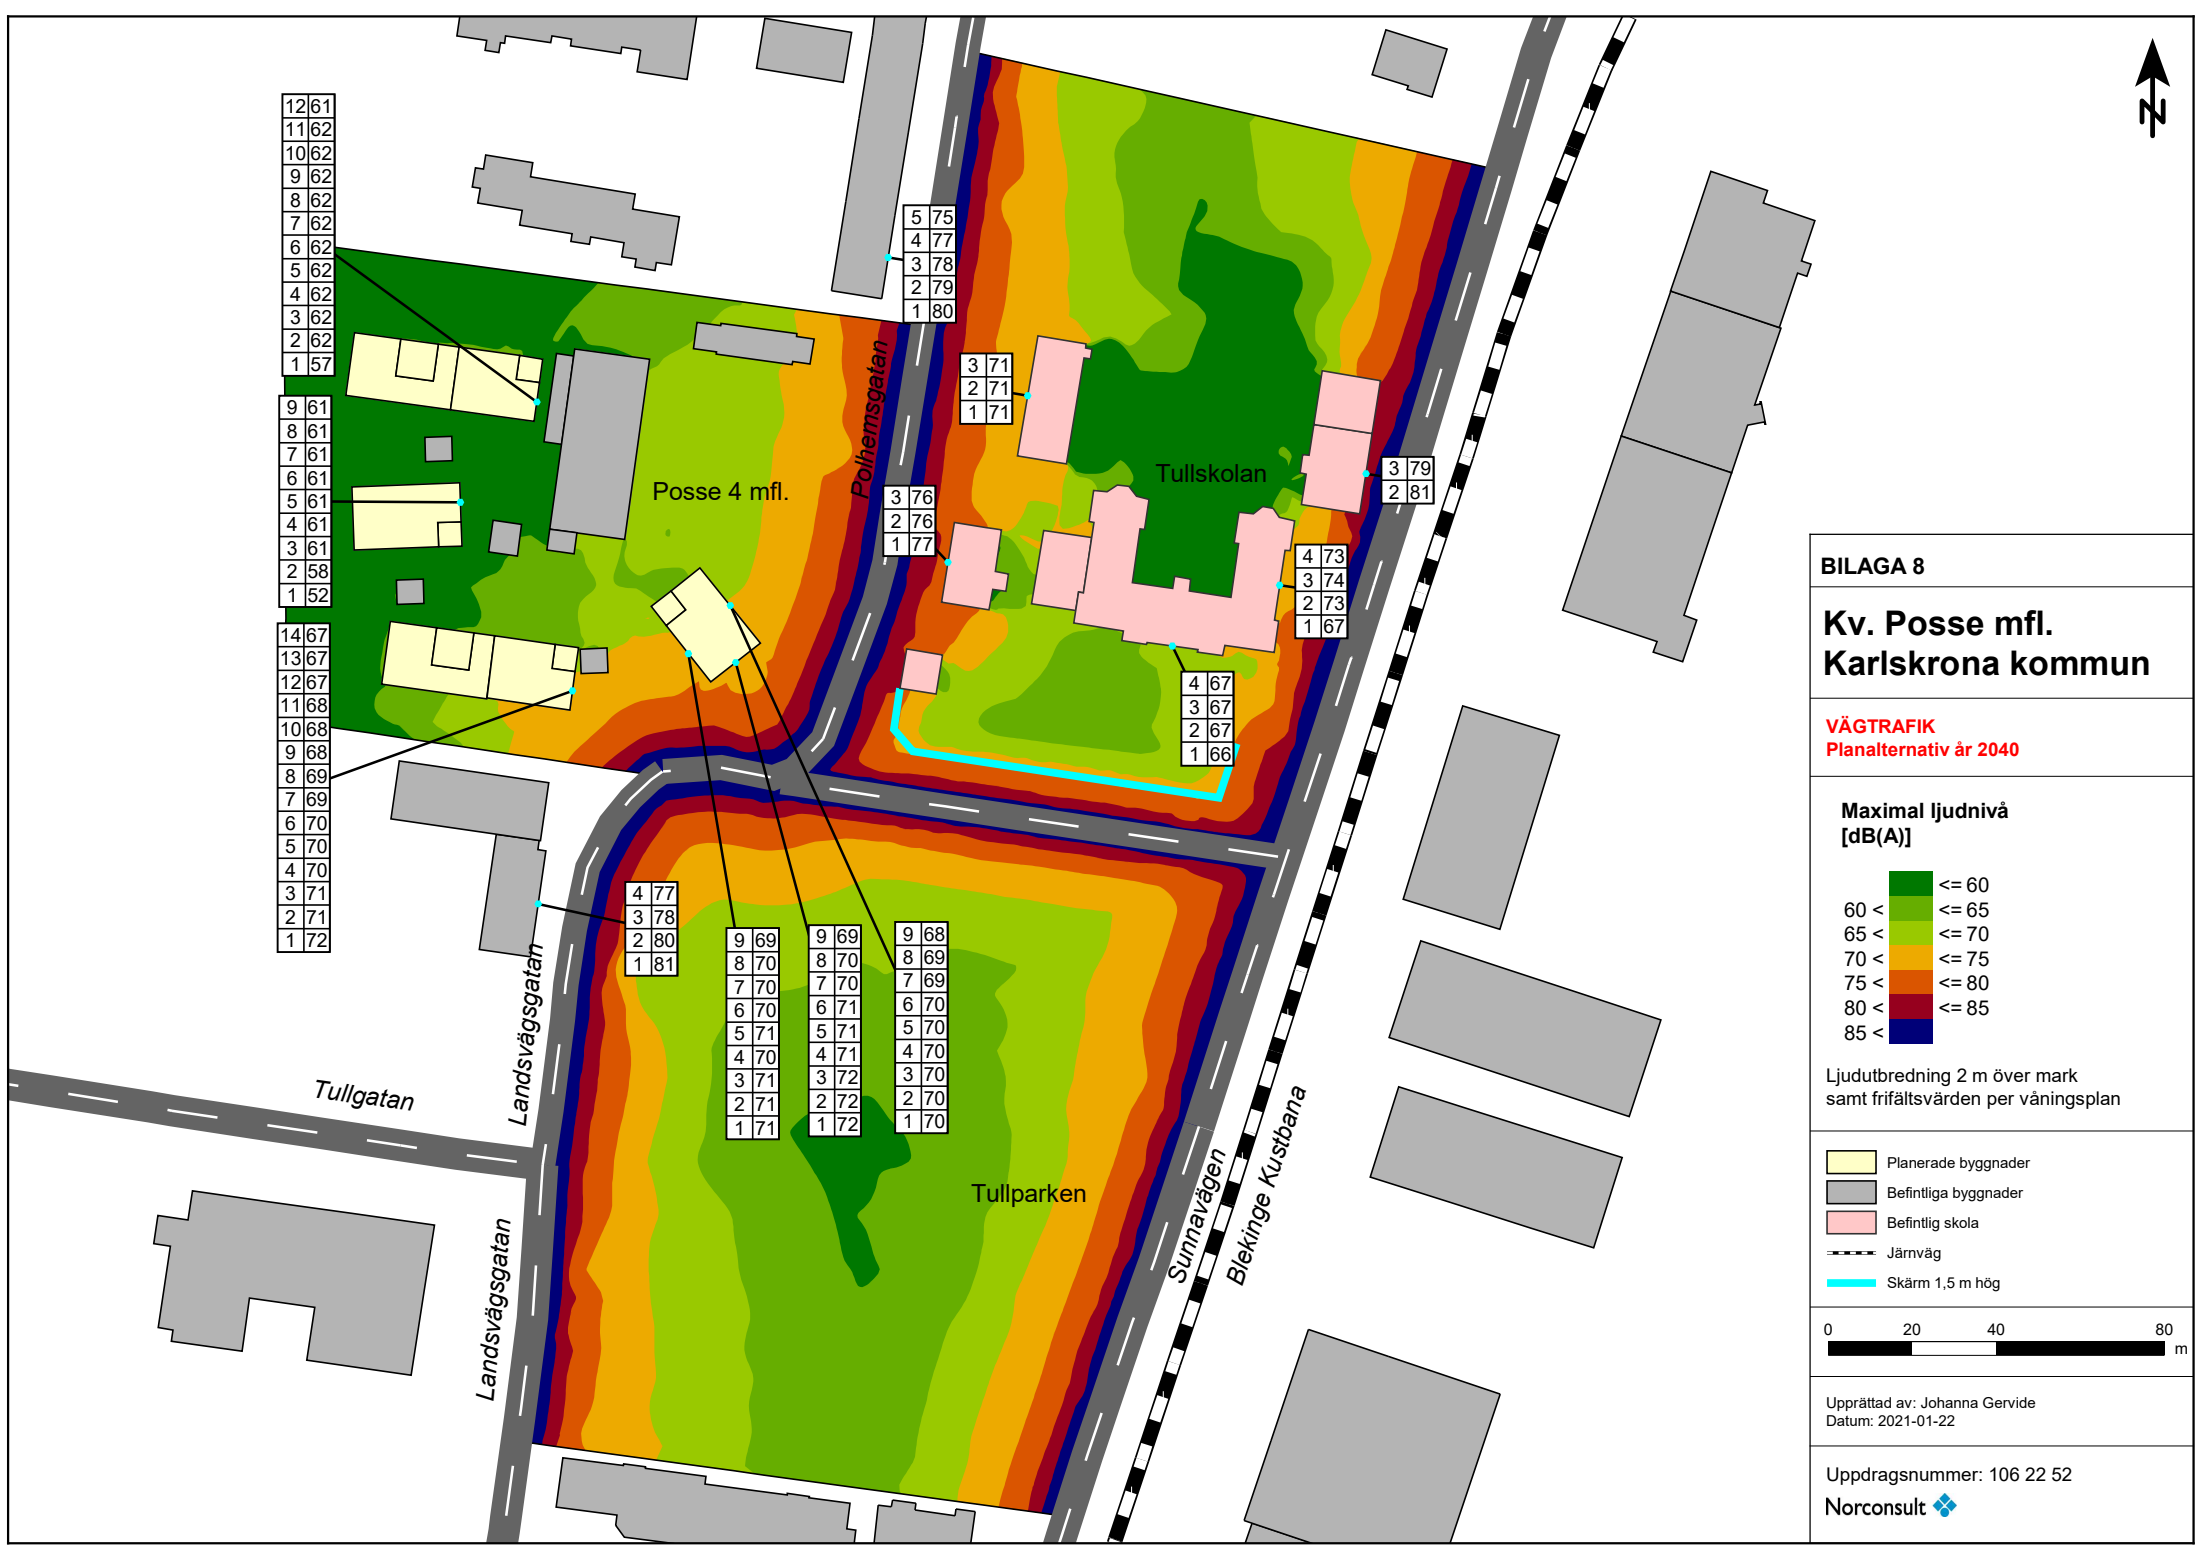 12 61
11 62
10 62
9 62
8 62
7 62
6 62
5 62
4 62
3 62
2 62
1 57
9 61
8 61
7 61
6 61
5 61
4 61
3 61
2 58
1 52
14 67
13 67
12 67
11 68
10 68
9 68
8 69
7 69
6 70
5 70
4 70
3 71
2 71
1 72
5 75
4 77
3 78
2 79
1 80
3 71
2 71
1 71
3 76
2 76
1 77
3 79
2 81
4 73
3 74
2 73
1 67
4 67
3 67
2 67
1 66
4 77
3 78
2 80
1 81
9 69
8 70
7 70
6 70
5 71
4 70
3 71
2 71
1 71
9 69
8 70
7 70
6 71
5 71
4 71
3 72
2 72
1 72
9 68
8 69
7 69
6 70
5 70
4 70
3 70
2 70
1 70
Polhemsgatan
Posse 4 mfl.
Tullskolan
Tullgatan
Landsvägsgatan
Landsvägsgatan
Tullparken
Sunnavägen
Blekinge Kustbana
N
BILAGA 8
Kv. Posse mfl.
Karlskrona kommun
VÄGTRAFIK
Planalternativ år 2040
Maximal ljudnivå
[dB(A)]
<= 60
60 < <= 65
65 < <= 70
70 < <= 75
75 < <= 80
80 < <= 85
85 <
Ljudutbredning 2 m över mark
samt frifältsvärden per våningsplan
Planerade byggnader
Befintliga byggnader
Befintlig skola
Järnväg
Skärm 1,5 m hög
0 20 40 80
m
Upprättad av: Johanna Gervide
Datum: 2021-01-22
Uppdragsnummer: 106 22 52
Norconsult